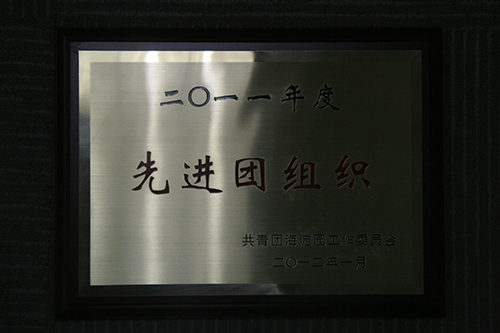 二〇一一年度
先进团组织
共青团海淀园工作委员会
二〇一二年一月